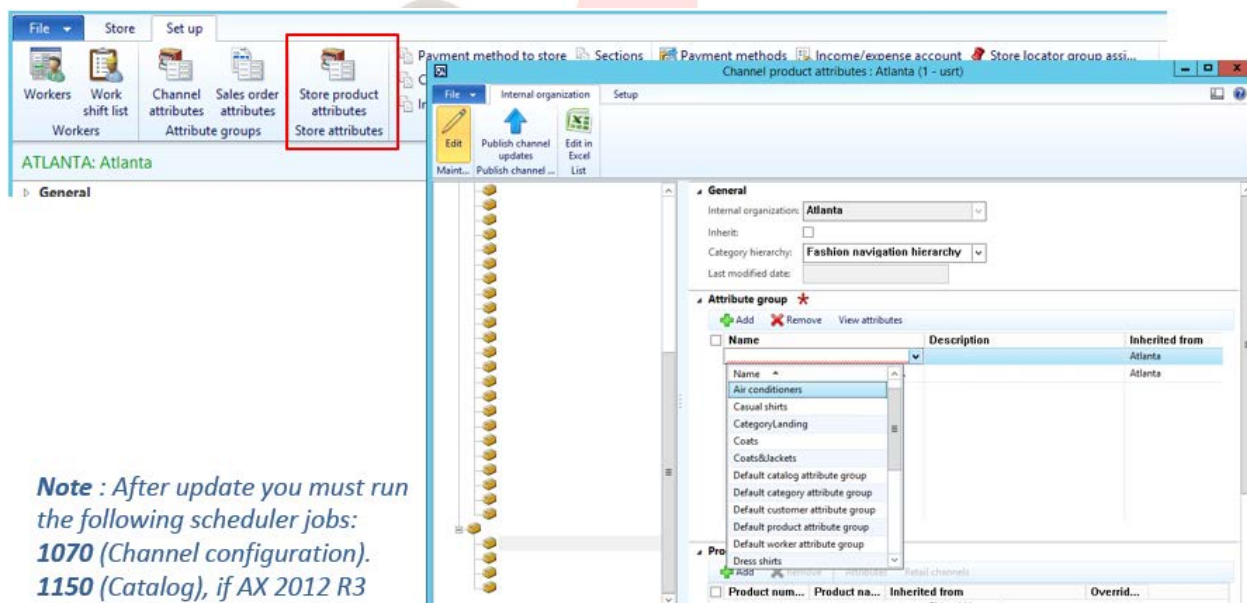 File Store Set up
Payment method to store Sections Payment methods Income/expense account Store locator group assi...
Workers Work shift list Channel attributes Sales order attributes Store product attributes
Workers Attribute groups Store attributes
ATLANTA: Atlanta
General
Channel product attributes : Atlanta (1 - usrt)
File Internal organization Setup
Edit Publish channel updates Edit in Excel
Maint... Publish channel ... List
General
Internal organization: Atlanta
Inherit:
Category hierarchy: Fashion navigation hierarchy
Last modified date:
Attribute group
Add Remove View attributes
Name Description Inherited from
Atlanta
Name Atlanta
Air conditioners
Casual shirts
CategoryLanding
Coats
Coats&Jackets
Default catalog attribute group
Default category attribute group
Default customer attribute group
Default product attribute group
Default worker attribute group
Dress shirts
Pro
Add Remove Attributes Retail channels
Product num... Product na... Inherited from Overrid...
Note : After update you must run
the following scheduler jobs:
1070 (Channel configuration).
1150 (Catalog), if AX 2012 R3